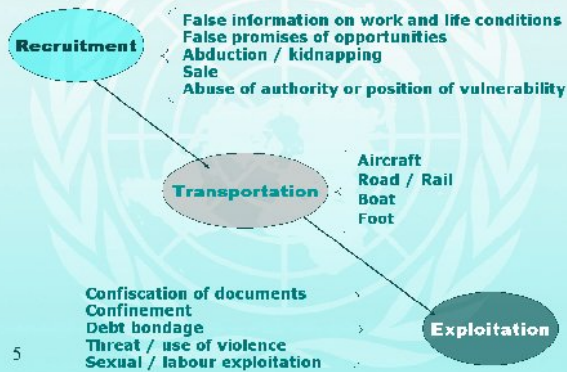 Recruitment
False information on work and life conditions
False promises of opportunities
Abduction / kidnapping
Sale
Abuse of authority or position of vulnerability
Transportation
Aircraft
Road / Rail
Boat
Foot
Confiscation of documents
Confinement
Debt bondage
Threat / use of violence
Sexual / labour exploitation
Exploitation
5